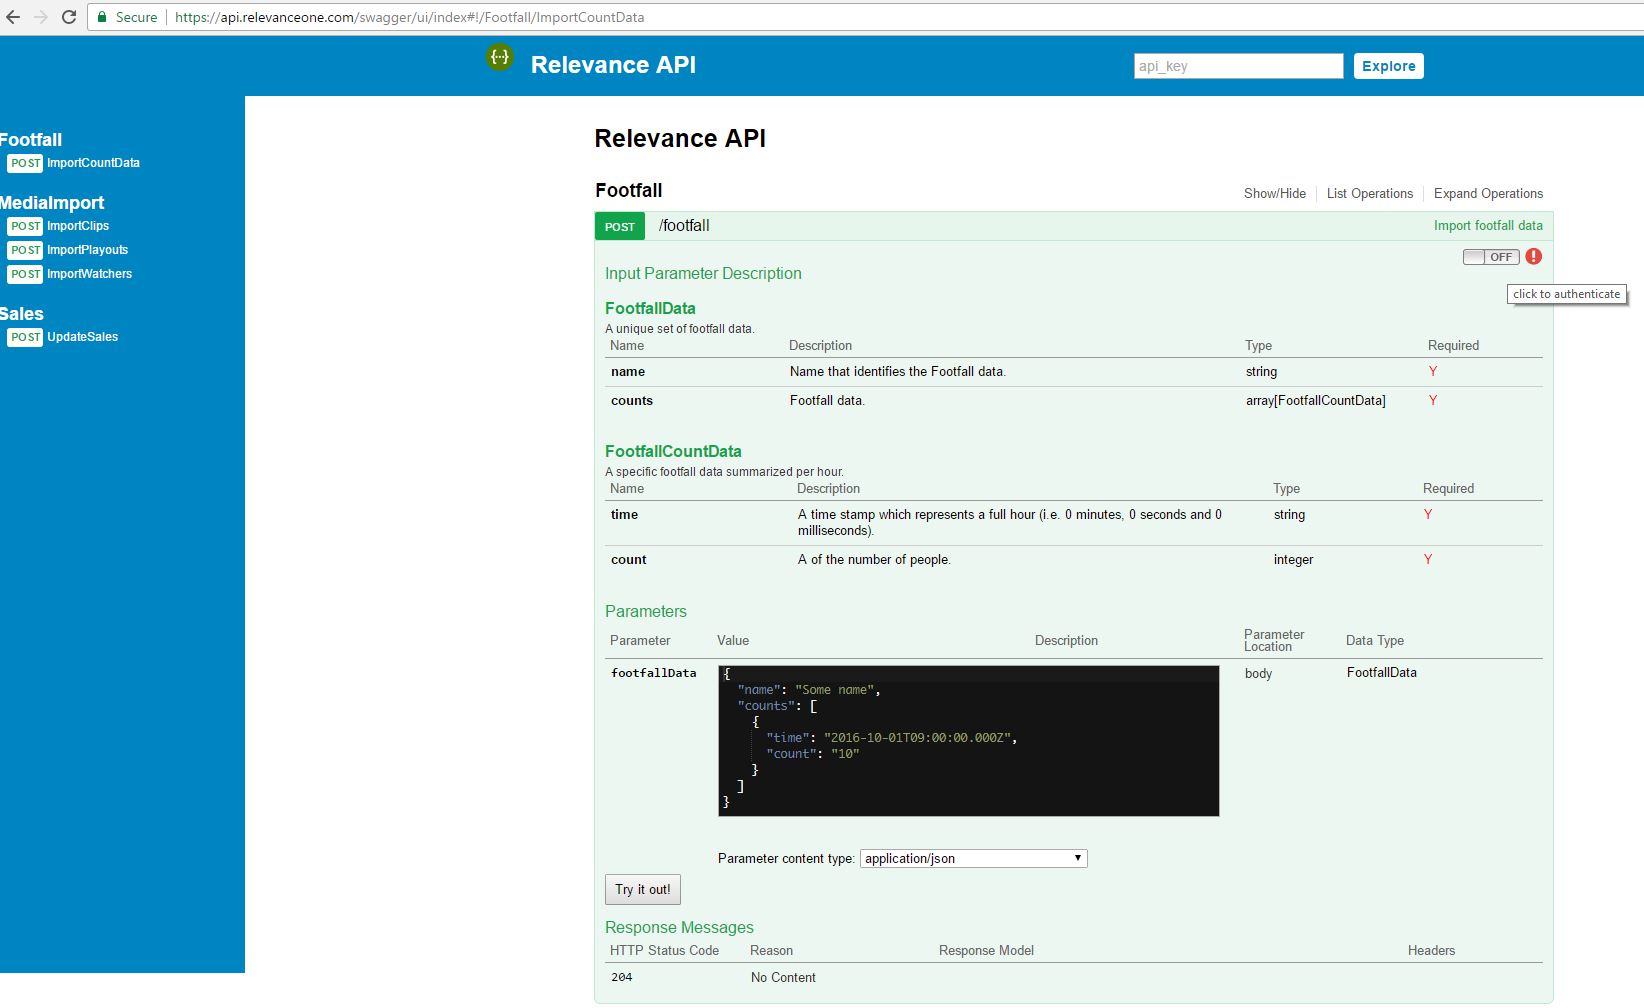 Secure https://api.relevanceone.com/swagger/ui/index#!/Footfall/ImportCountData
{···} Relevance API api_key Explore
Footfall
POST ImportCountData
MediaImport
POST ImportClips
POST ImportPlayouts
POST ImportWatchers
Sales
POST UpdateSales
Relevance API
Footfall Show/Hide List Operations Expand Operations
POST /footfall Import footfall data
OFF !
click to authenticate
Input Parameter Description
FootfallData
A unique set of footfall data.
Name Description Type Required
name Name that identifies the Footfall data. string Y
counts Footfall data. array[FootfallCountData] Y
FootfallCountData
A specific footfall data summarized per hour.
Name Description Type Required
time A time stamp which represents a full hour (i.e. 0 minutes, 0 seconds and 0 string Y
milliseconds).
count A of the number of people. integer Y
Parameters
Parameter Value Description Parameter Data Type
Location
footfallData { body FootfallData
"name": "Some name",
"counts": [
{
"time": "2016-10-01T09:00:00.000Z",
"count": "10"
}
]
}
Parameter content type: application/json
Try it out!
Response Messages
HTTP Status Code Reason Response Model Headers
204 No Content